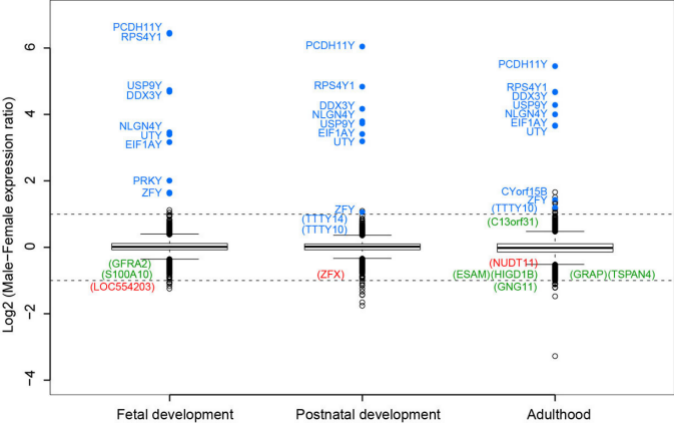 Log2 (Male−Female expression ratio)
6
4
2
0
−2
−4
PCDH11Y
RPS4Y1
USP9Y
DDX3Y
NLGN4Y
UTY
EIF1AY
PRKY
ZFY
(GFRA2)
(S100A10)
(LOC554203)
Fetal development
PCDH11Y
RPS4Y1
DDX3Y
NLGN4Y
USP9Y
EIF1AY
UTY
ZFY
(TTTY14)
(TTTY10)
(ZFX)
Postnatal development
PCDH11Y
RPS4Y1
DDX3Y
USP9Y
NLGN4Y
EIF1AY
UTY
CYorf15B
ZFY
(TTTY10)
(C13orf31)
(NUDT11)
(ESAM)(HIGD1B) (GRAP)(TSPAN4)
(GNG11)
Adulthood